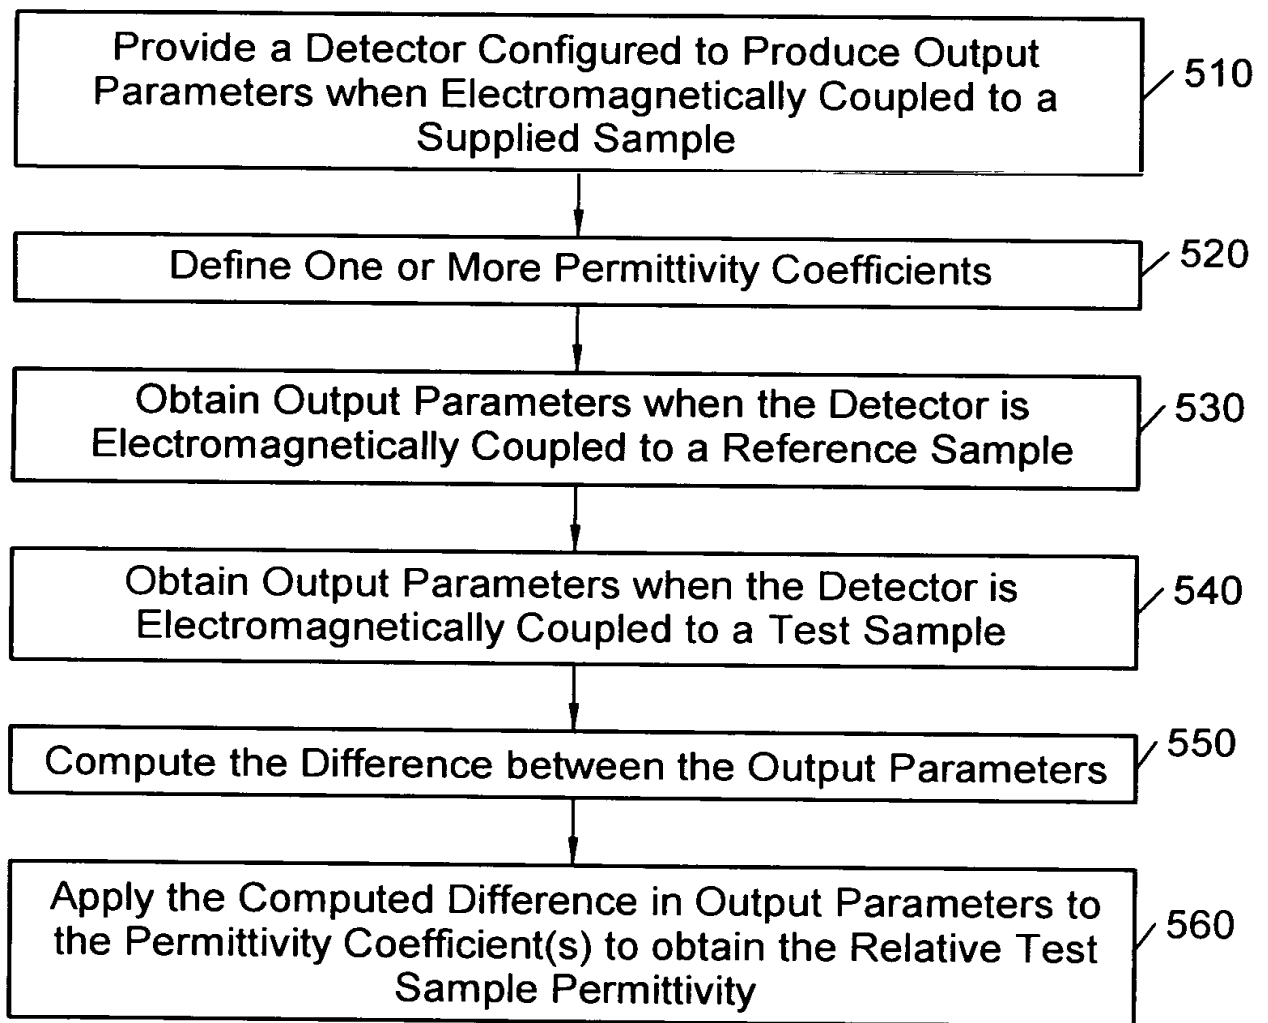 Provide a Detector Configured to Produce Output
Parameters when Electromagnetically Coupled to a
Supplied Sample
510
Define One or More Permittivity Coefficients
520
Obtain Output Parameters when the Detector is
Electromagnetically Coupled to a Reference Sample
530
Obtain Output Parameters when the Detector is
Electromagnetically Coupled to a Test Sample
540
Compute the Difference between the Output Parameters
550
Apply the Computed Difference in Output Parameters to
the Permittivity Coefficient(s) to obtain the Relative Test
Sample Permittivity
560